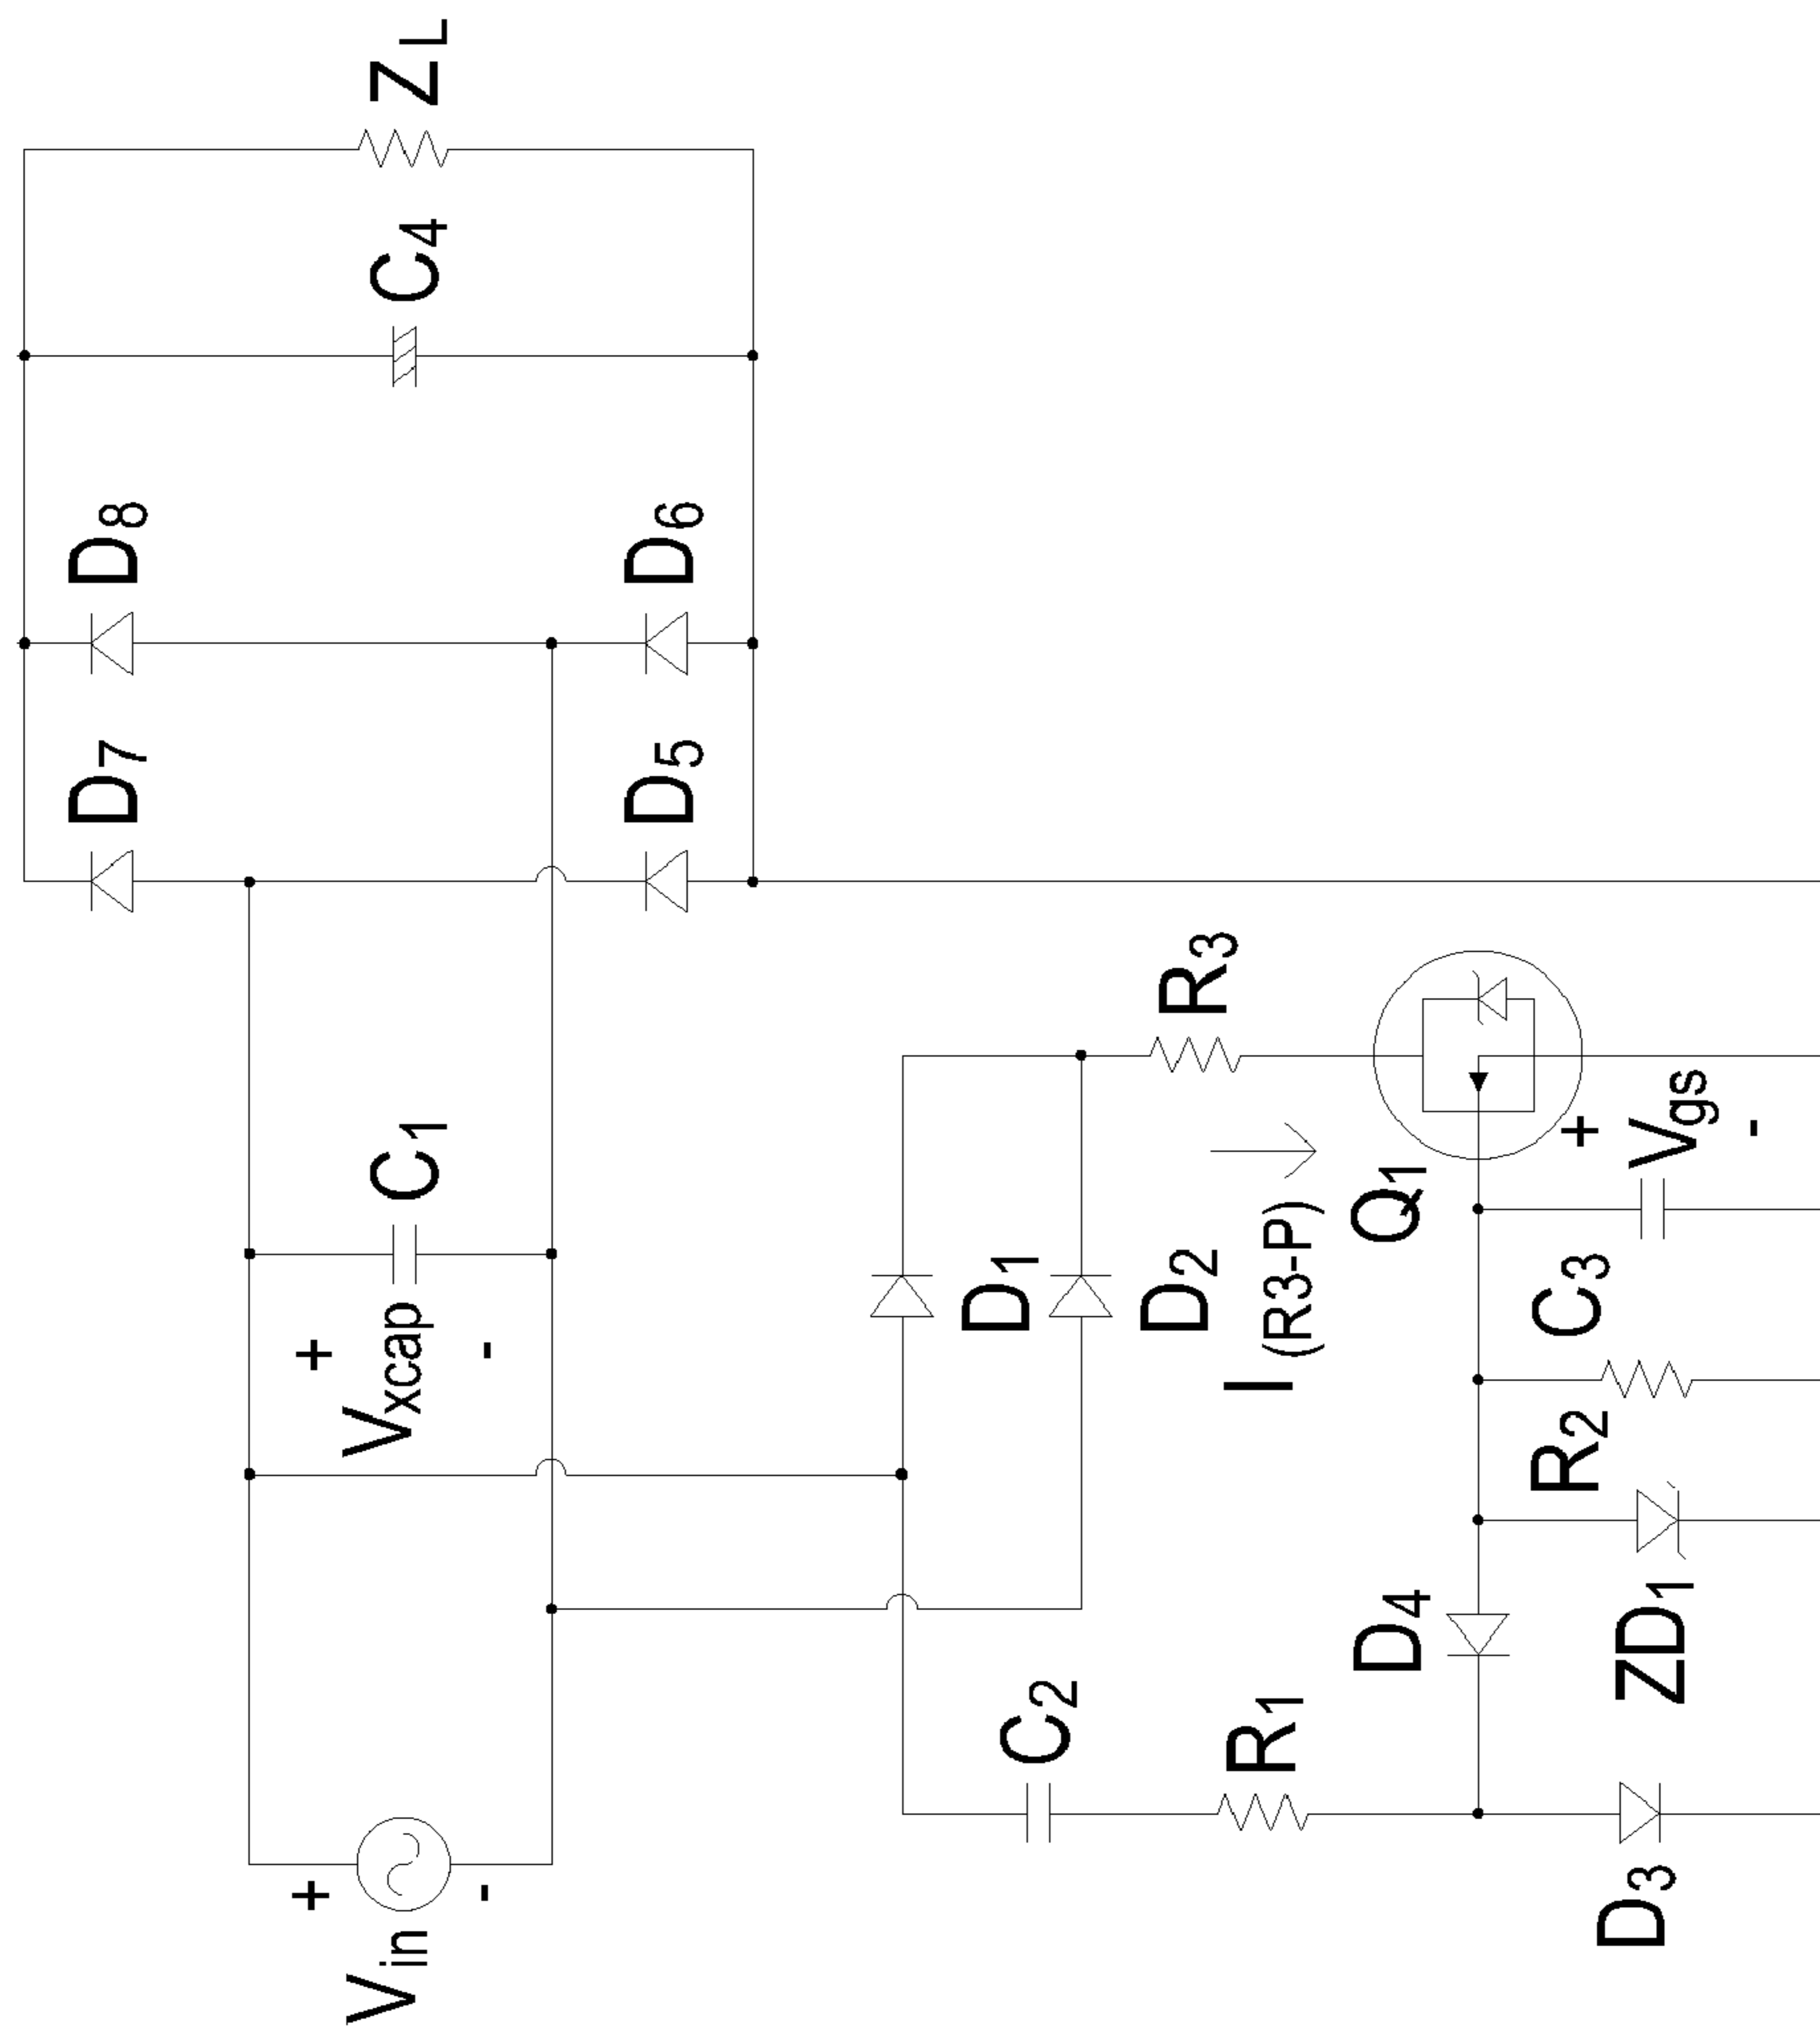 Vin
+
-
+
Vxcap
-
C1
D7
D8
D5
D6
C4
ZL
C2
R1
D1
D2
R3
I(R3-P)
Q1
D4
D3
ZD1
R2
C3
+
Vgs
-